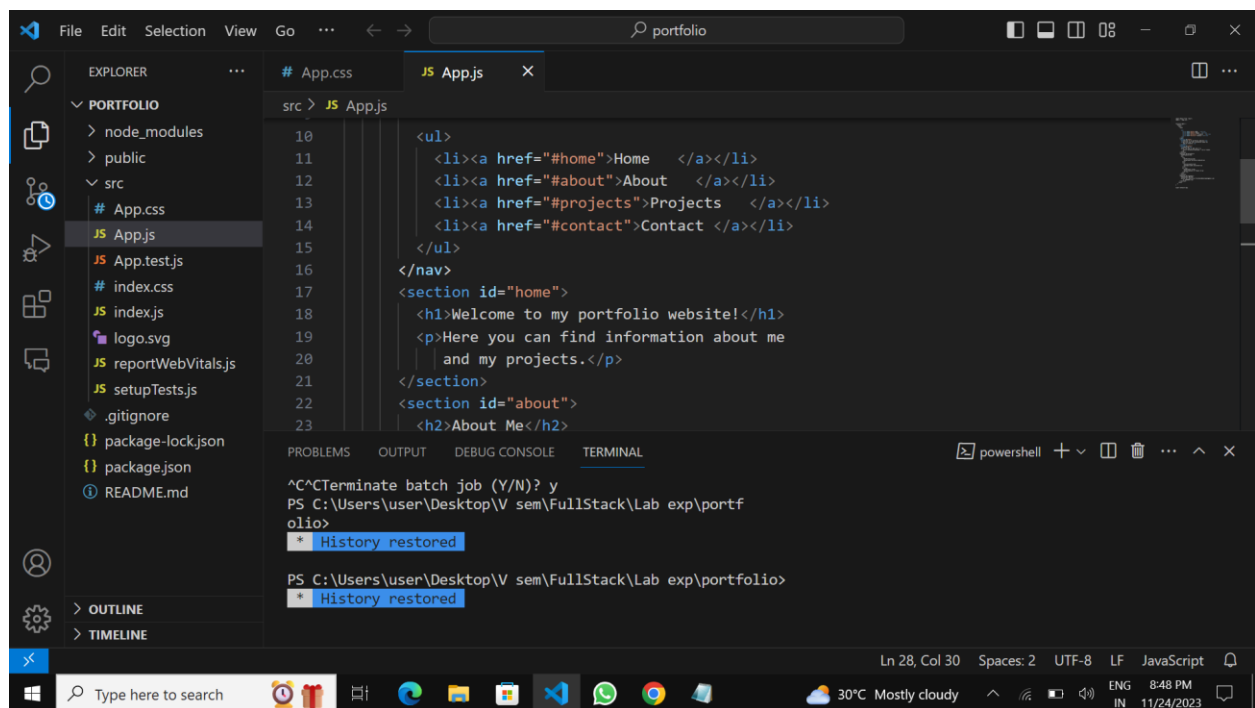 File Edit Selection View Go ··· portfolio
EXPLORER ···
PORTFOLIO
node_modules
public
src
# App.css
JS App.js
JS App.test.js
# index.css
JS index.js
logo.svg
JS reportWebVitals.js
JS setupTests.js
.gitignore
{} package-lock.json
{} package.json
README.md
OUTLINE
TIMELINE
# App.css JS App.js
src > JS App.js
10 <ul>
11 <li><a href="#home">Home </a></li>
12 <li><a href="#about">About </a></li>
13 <li><a href="#projects">Projects </a></li>
14 <li><a href="#contact">Contact </a></li>
15 </ul>
16 </nav>
17 <section id="home">
18 <h1>Welcome to my portfolio website!</h1>
19 <p>Here you can find information about me
20 and my projects.</p>
21 </section>
22 <section id="about">
23 <h2>About Me</h2>
PROBLEMS OUTPUT DEBUG CONSOLE TERMINAL powershell
^C^CTerminate batch job (Y/N)? y
PS C:\Users\user\Desktop\V sem\FullStack\Lab exp\portf
olio>
* History restored
PS C:\Users\user\Desktop\V sem\FullStack\Lab exp\portfolio>
* History restored
Ln 28, Col 30 Spaces: 2 UTF-8 LF JavaScript
Type here to search 30°C Mostly cloudy ENG 8:48 PM
IN 11/24/2023